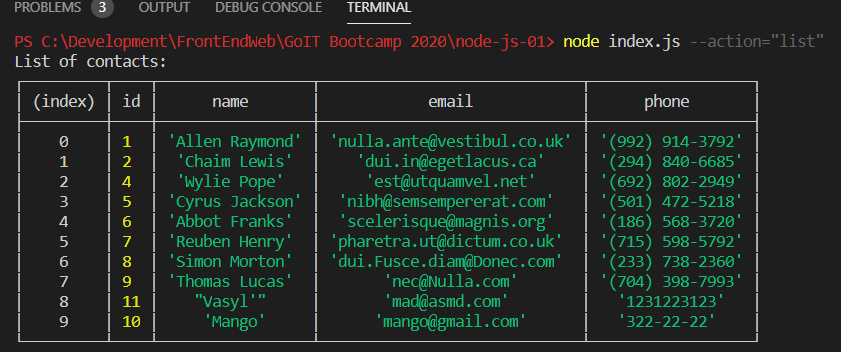 PROBLEMS 3 OUTPUT DEBUG CONSOLE TERMINAL
PS C:\Development\FrontEndWeb\GoIT Bootcamp 2020\node-js-01> node index.js --action="list"
List of contacts:
(index) id name email phone
0 1 'Allen Raymond' 'nulla.ante@vestibul.co.uk' '(992) 914-3792'
1 2 'Chaim Lewis' 'dui.in@egetlacus.ca' '(294) 840-6685'
2 4 'Wylie Pope' 'est@utquamvel.net' '(692) 802-2949'
3 5 'Cyrus Jackson' 'nibh@semsempererat.com' '(501) 472-5218'
4 6 'Abbot Franks' 'scelerisque@magnis.org' '(186) 568-3720'
5 7 'Reuben Henry' 'pharetra.ut@dictum.co.uk' '(715) 598-5792'
6 8 'Simon Morton' 'dui.Fusce.diam@Donec.com' '(233) 738-2360'
7 9 'Thomas Lucas' 'nec@Nulla.com' '(704) 398-7993'
8 11 "Vasyl'" 'mad@asmd.com' '1231223123'
9 10 'Mango' 'mango@gmail.com' '322-22-22'